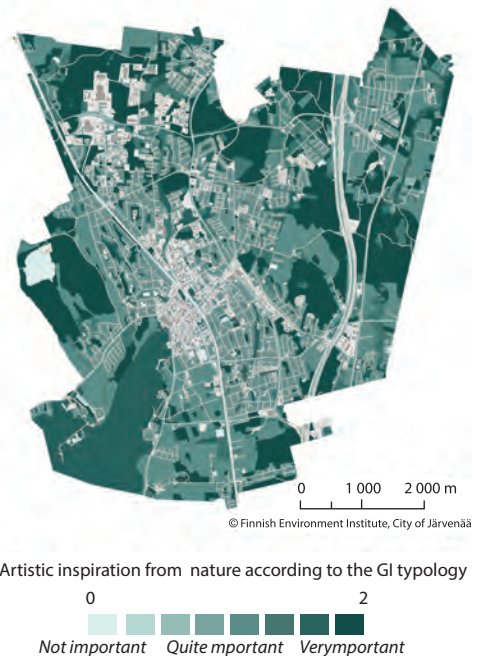 0 1 000 2 000 m
© Finnish Environment Institute, City of Järvenää
Artistic inspiration from nature according to the GI typology
0 2
Not important Quite mportant Verymportant